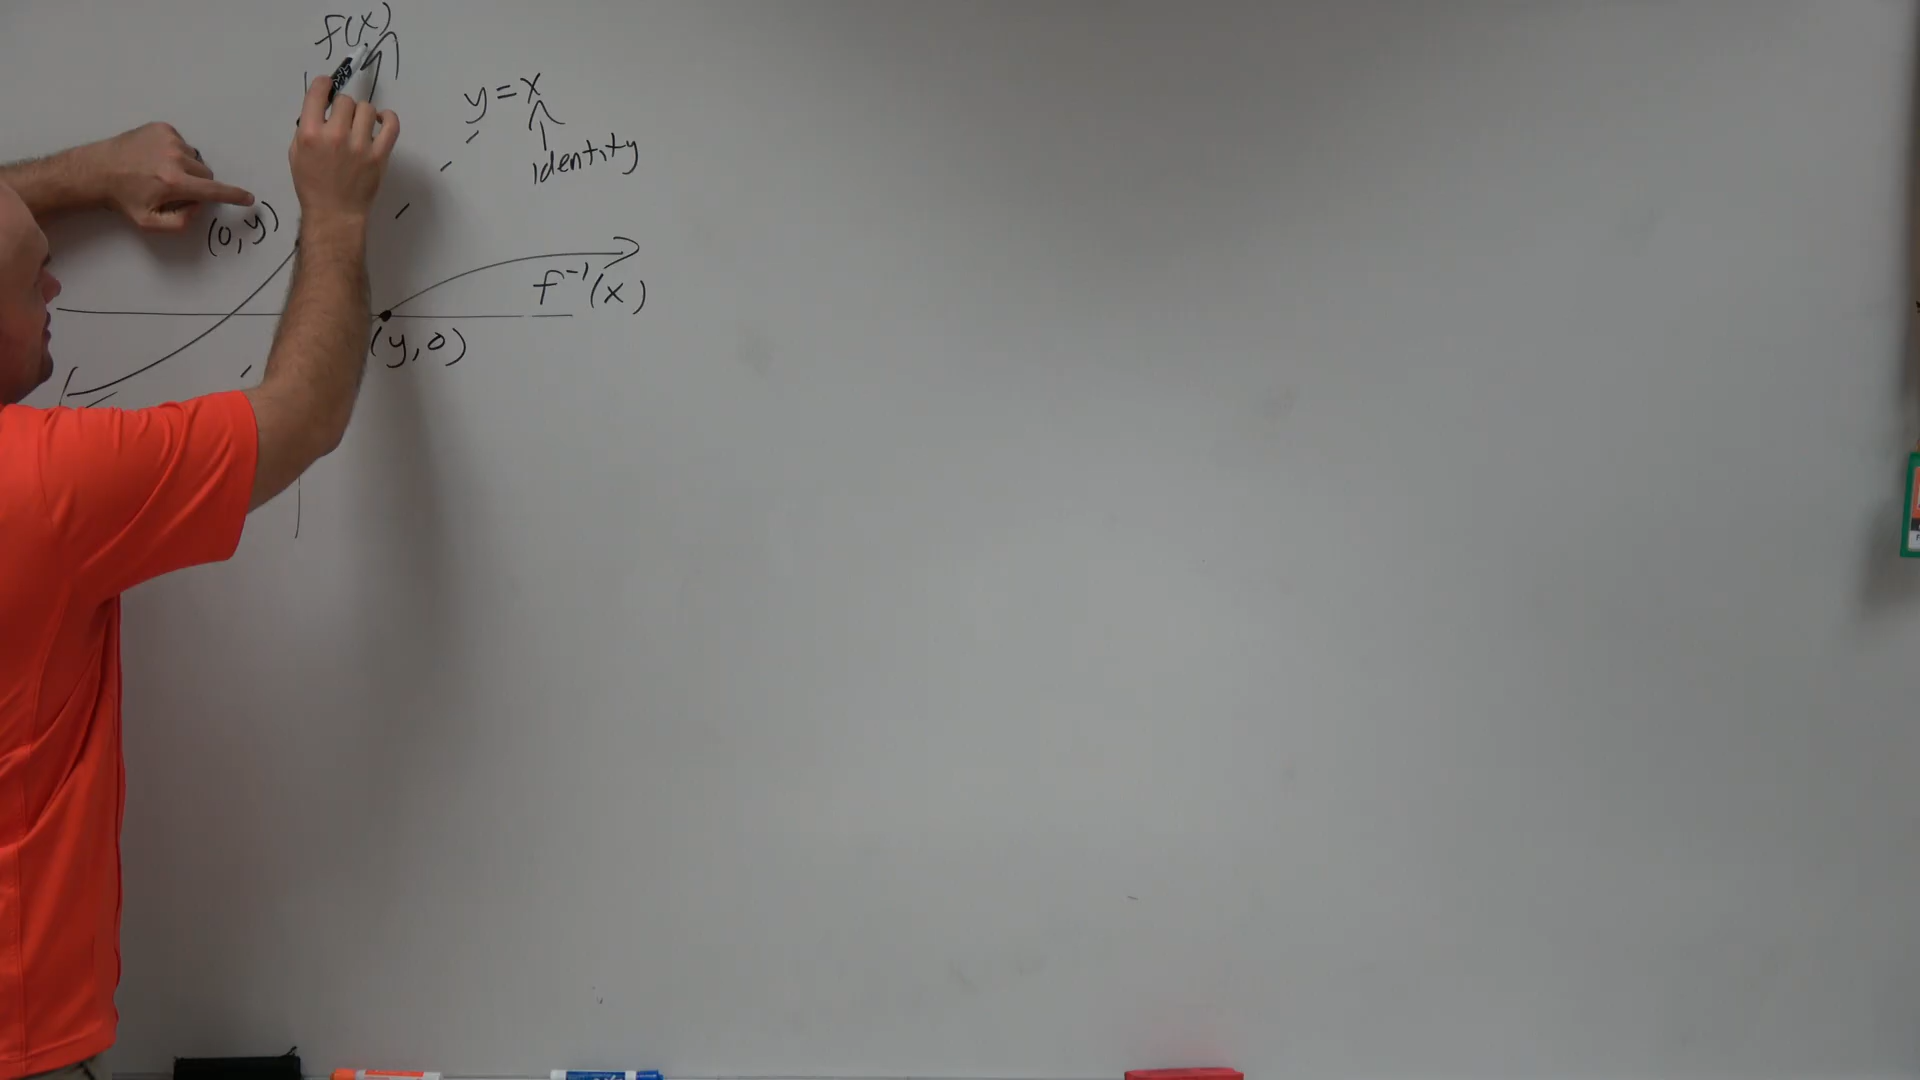 f(x)
y = x
identity
(0, y)
f⁻¹(x)
(y, 0)